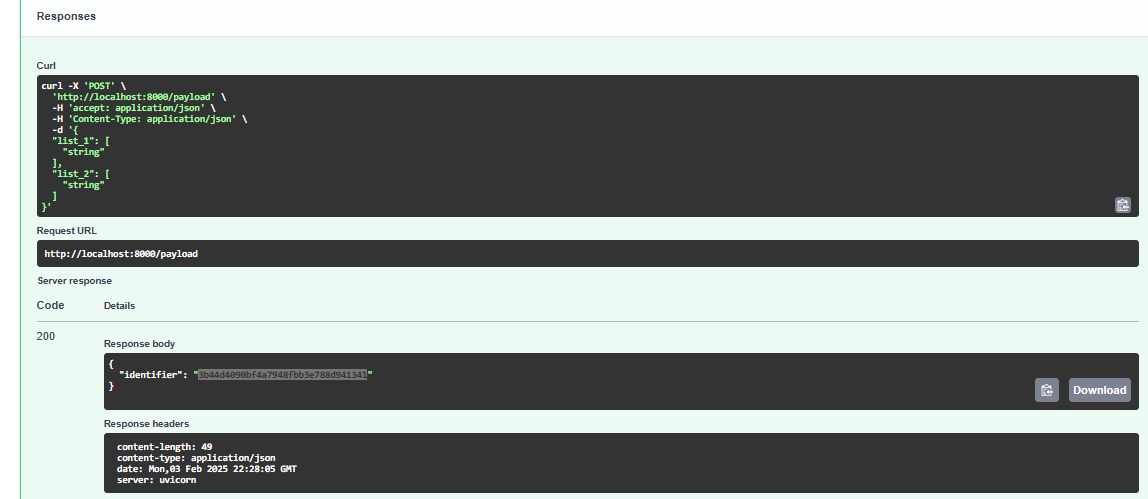 Responses
Curl
curl -X 'POST' \
  'http://localhost:8000/payload' \
  -H 'accept: application/json' \
  -H 'Content-Type: application/json' \
  -d '{
  "list_1": [
    "string"
  ],
  "list_2": [
    "string"
  ]
}'
Request URL
http://localhost:8000/payload
Server response
Code Details
200
Response body
{
  "identifier": "3b44d4090bf4a7948fbb3e788d941341"
}
Download
Response headers
content-length: 49
content-type: application/json
date: Mon,03 Feb 2025 22:28:05 GMT
server: uvicorn